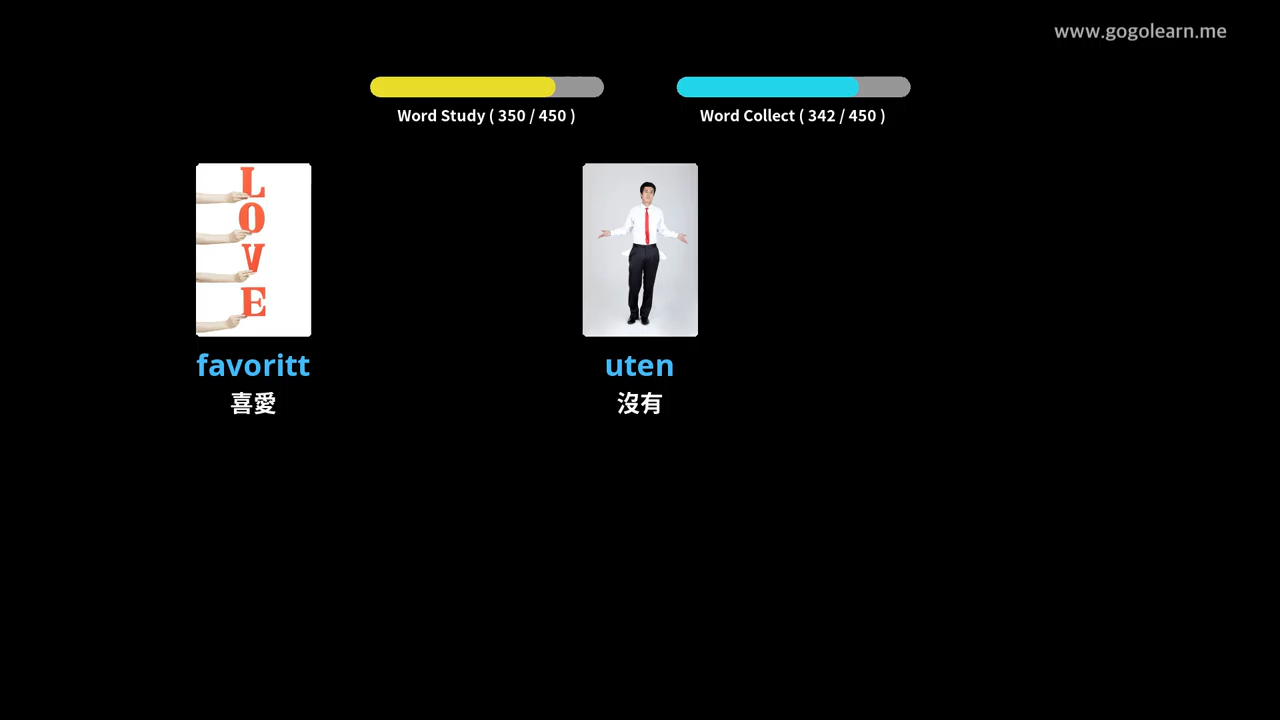 www.gogolearn.me
Word Study ( 350 / 450 )
Word Collect ( 342 / 450 )
L
O
V
E
favoritt
喜愛
uten
沒有